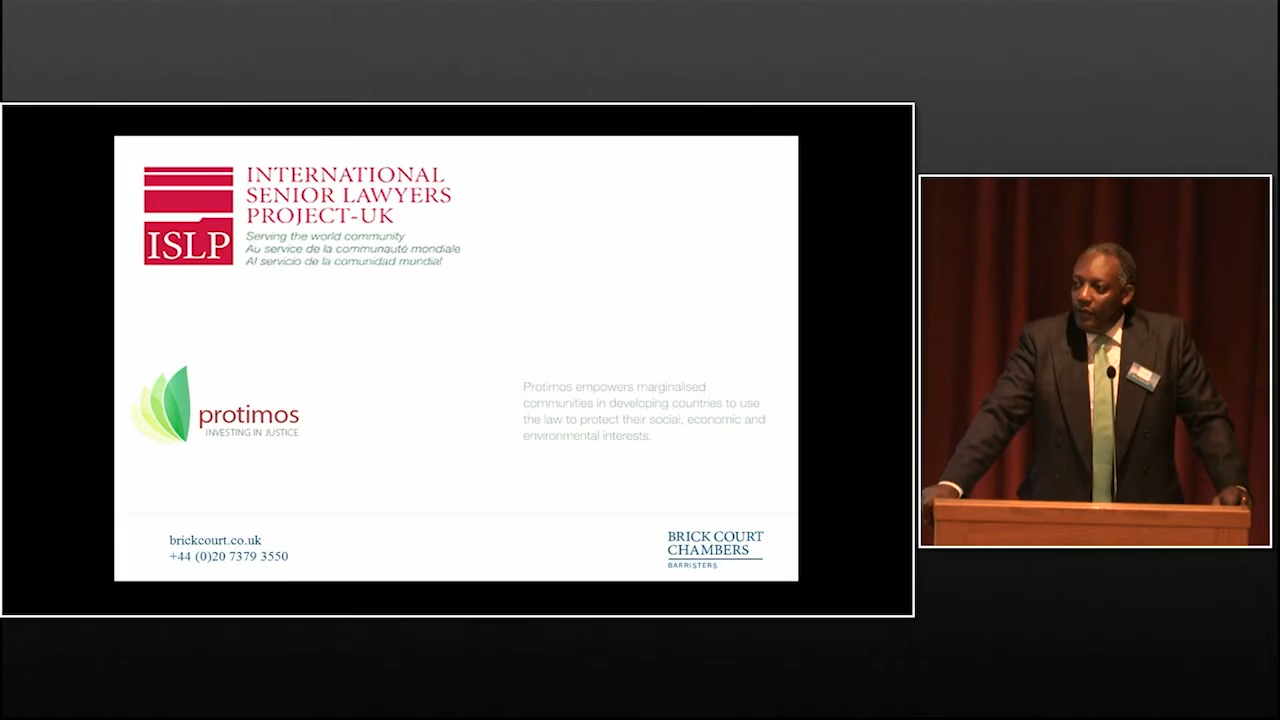 INTERNATIONAL
SENIOR LAWYERS
PROJECT-UK
ISLP
Serving the world community
Au service de la communauté mondiale
Al servicio de la comunidad mundial
protimos
INVESTING IN JUSTICE
Protimos empowers marginalised
communities in developing countries to use
the law to protect their social, economic and
environmental interests.
brickcourt.co.uk
+44 (0)20 7379 3550
BRICK COURT
CHAMBERS
BARRISTERS